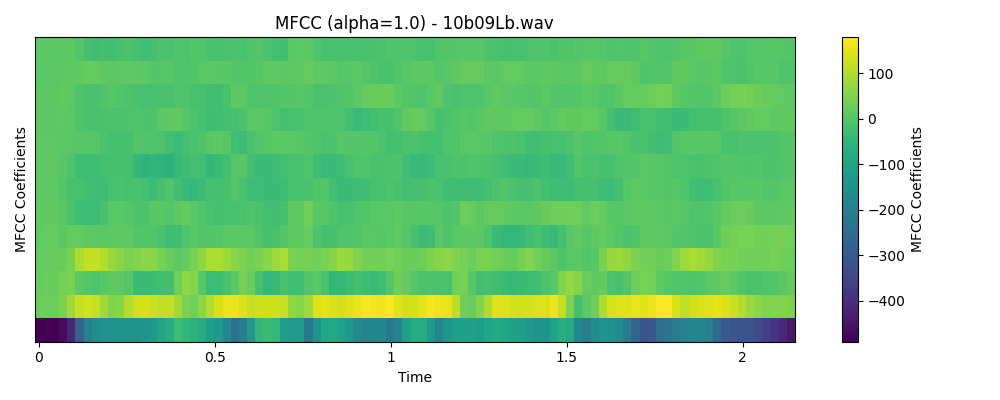 MFCC (alpha=1.0) - 10b09Lb.wav
MFCC Coefficients
100
0
−100
−200
−300
−400
MFCC Coefficients
0
0.5
1
1.5
2
Time